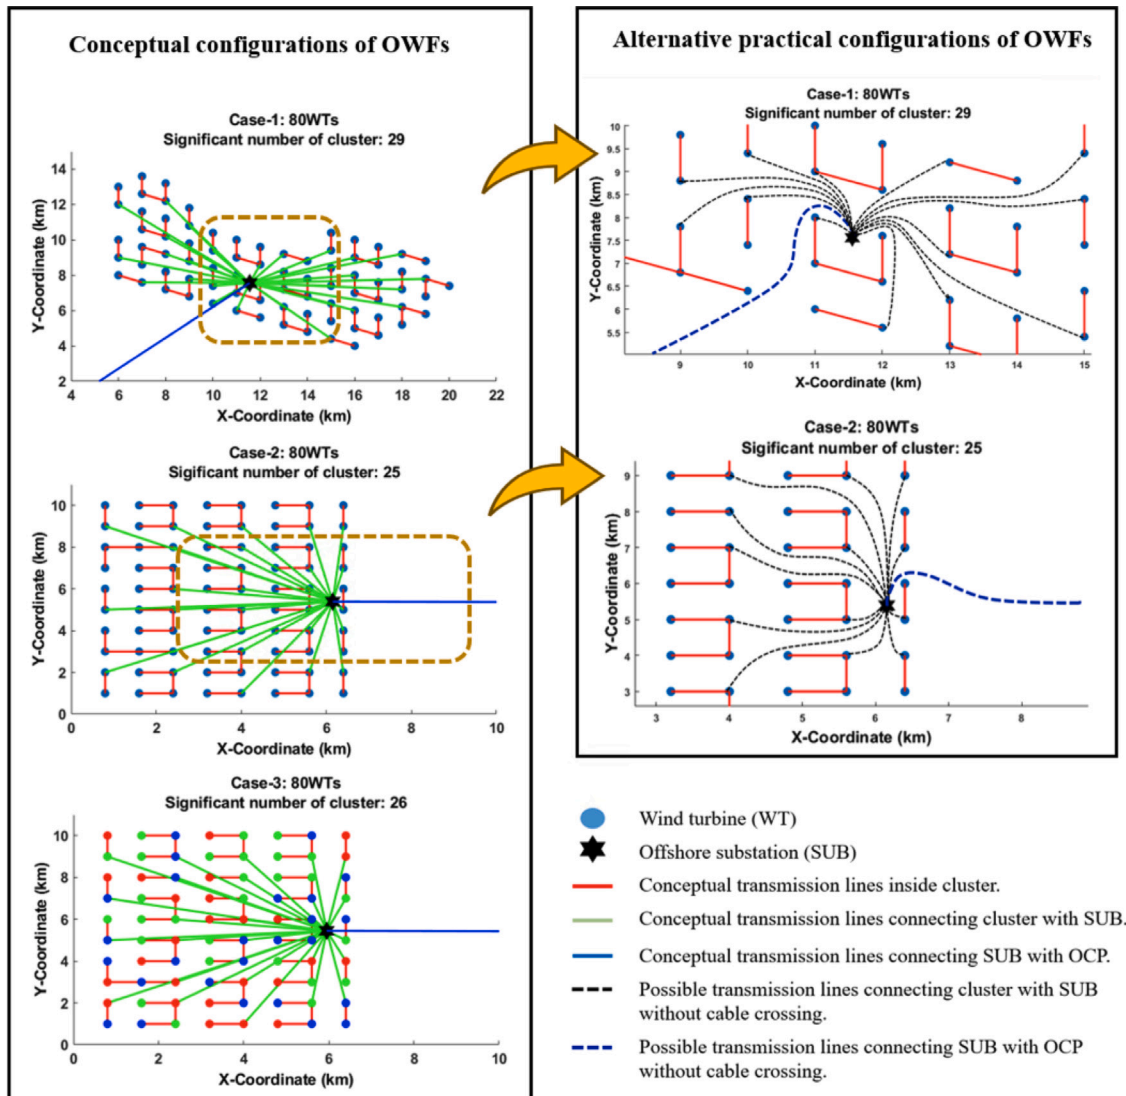 Conceptual configurations of OWFs
Case-1: 80WTs
Significant number of cluster: 29
14
12
10
8
6
4
2
Y-Coordinate (km)
4
6
8
10
12
14
16
18
20
22
X-Coordinate (km)
Case-2: 80WTs
Sigificant number of cluster: 25
10
8
6
4
2
0
Y-Coordinate (km)
0
2
4
6
8
10
X-Coordinate (km)
Case-3: 80WTs
Significant number of cluster: 26
10
8
6
4
2
0
Y-Coordinate (km)
0
2
4
6
8
10
X-Coordinate (km)
Alternative practical configurations of OWFs
Case-1: 80WTs
Significant number of cluster: 29
10
9.5
9
8.5
8
7.5
7
6.5
6
5.5
Y-Coordinate (km)
9
10
11
12
13
14
15
X-Coordinate (km)
Case-2: 80WTs
Sigificant number of cluster: 25
9
8
7
6
5
4
3
Y-Coordinate (km)
3
4
5
6
7
8
X-Coordinate (km)
Wind turbine (WT)
Offshore substation (SUB)
Conceptual transmission lines inside cluster.
Conceptual transmission lines connecting cluster with SUB.
Conceptual transmission lines connecting SUB with OCP.
Possible transmission lines connecting cluster with SUB
without cable crossing.
Possible transmission lines connecting SUB with OCP
without cable crossing.